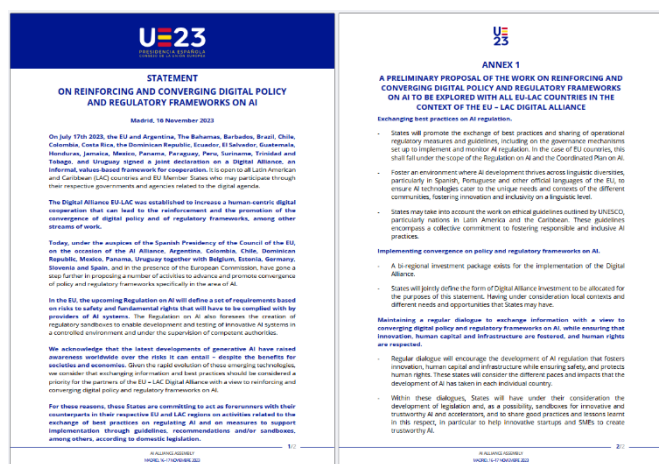 UE23
PRESIDENCIA ESPAÑOLA
CONSEJO DE LA UNIÓN EUROPEA
STATEMENT
ON REINFORCING AND CONVERGING DIGITAL POLICY
AND REGULATORY FRAMEWORKS ON AI
Madrid, 16 November 2023
On July 17th 2023, the EU and Argentina, The Bahamas, Barbados, Brazil, Chile,
Colombia, Costa Rica, the Dominican Republic, Ecuador, El Salvador, Guatemala,
Honduras, Jamaica, Mexico, Panama, Paraguay, Peru, Suriname, Trinidad and
Tobago, and Uruguay signed a joint declaration on a Digital Alliance, an
informal, values-based framework for cooperation. It is open to all Latin American
and Caribbean (LAC) countries and EU Member States who may participate through
their respective governments and agencies related to the digital agenda.
The Digital Alliance EU-LAC was established to increase a human-centric digital
cooperation that can lead to the reinforcement and the promotion of the
convergence of digital policy and of regulatory frameworks, among other
streams of work.
Today, under the auspices of the Spanish Presidency of the Council of the EU,
on the occasion of the AI Alliance, Argentina, Colombia, Chile, Dominican
Republic, Mexico, Panama, Uruguay together with Belgium, Estonia, Germany,
Slovenia and Spain, and in the presence of the European Commission, have gone a
step further in proposing a number of activities to advance and promote convergence
of policy and regulatory frameworks specifically in the area of AI.
In the EU, the upcoming Regulation on AI will define a set of requirements based
on risks to safety and fundamental rights that will have to be complied with by
providers of AI systems. The Regulation on AI also foresees the creation of
regulatory sandboxes to enable development and testing of innovative AI systems in
a controlled environment and under the supervision of competent authorities.
We acknowledge that the latest developments of generative AI have raised
awareness worldwide over the risks it can entail – despite the benefits for
societies and economies. Given the rapid evolution of these emerging technologies,
we consider that exchanging information and best practices should be considered a
priority for the partners of the EU – LAC Digital Alliance with a view to reinforcing and
converging digital policy and regulatory frameworks on AI.
For these reasons, these States are committing to act as forerunners with their
counterparts in their respective EU and LAC regions on activities related to the
exchange of best practices on regulating AI and on measures to support
implementation through guidelines, recommendations and/or sandboxes,
among others, according to domestic legislation.
1/2
AI ALLIANCE ASSEMBLY
MADRID, 16-17 NOVEMBER 2023
UE23
ANNEX 1
A PRELIMINARY PROPOSAL OF THE WORK ON REINFORCING AND
CONVERGING DIGITAL POLICY AND REGULATORY FRAMEWORKS
ON AI TO BE EXPLORED WITH ALL EU-LAC COUNTRIES IN THE
CONTEXT OF THE EU – LAC DIGITAL ALLIANCE
Exchanging best practices on AI regulation.
- States will promote the exchange of best practices and sharing of operational
regulatory measures and guidelines, including on the governance mechanisms
set up to implement and monitor AI regulation. In the case of EU countries, this
shall fall under the scope of the Regulation on AI and the Coordinated Plan on AI.
- Foster an environment where AI development thrives across linguistic diversities,
particularly in Spanish, Portuguese and other official languages of the EU, to
ensure AI technologies cater to the unique needs and contexts of the different
communities, fostering innovation and inclusivity on a linguistic level.
- States may take into account the work on ethical guidelines outlined by UNESCO,
particularly nations in Latin America and the Caribbean. These guidelines
encompass a collective commitment to fostering responsible and inclusive AI
practices.
Implementing convergence on policy and regulatory frameworks on AI.
- A bi-regional investment package exists for the implementation of the Digital
Alliance.
- States will jointly define the form of Digital Alliance investment to be allocated for
the purposes of this statement. Having under consideration local contexts and
different needs and opportunities that States may have.
Maintaining a regular dialogue to exchange information with a view to
converging digital policy and regulatory frameworks on AI, while ensuring that
innovation, human capital and infrastructure are fostered, and human rights
are respected.
- Regular dialogue will encourage the development of AI regulation that fosters
innovation, human capital and infrastructure while ensuring safety, and protects
human rights. These States will consider the different paces and impacts that the
development of AI has taken in each individual country.
- Within these dialogues, States will have under their consideration the
development of legislation and, as a possibility, sandboxes for innovative and
trustworthy AI and accelerators, and to share good practices and lessons learnt
in this respect, in particular to help innovative startups and SMEs to create
trustworthy AI.
2/2
AI ALLIANCE ASSEMBLY
MADRID, 16-17 NOVEMBER 2023